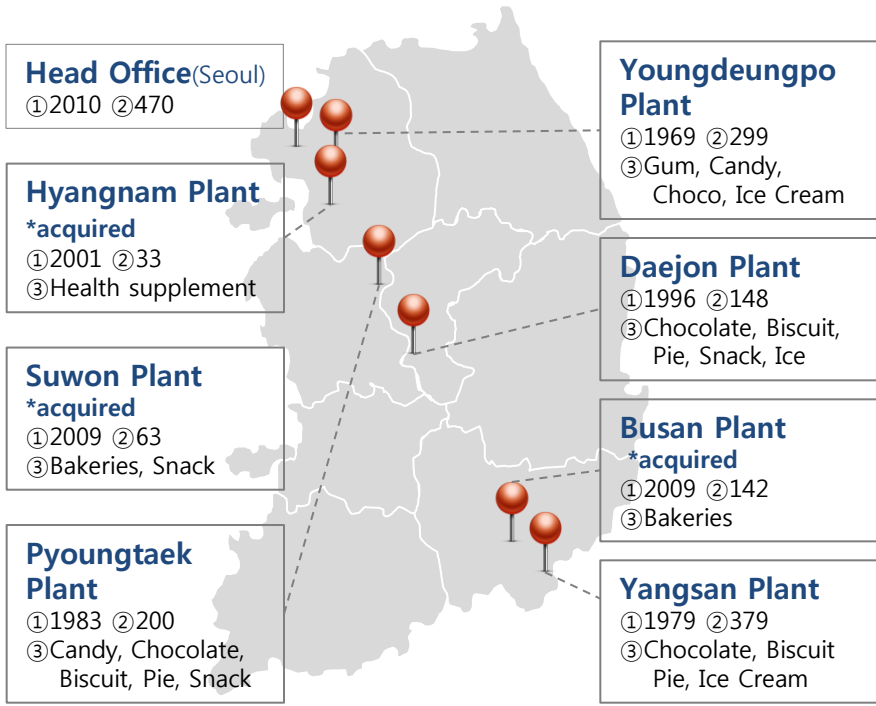 Head Office(Seoul)
①2010 ②470
Hyangnam Plant
*acquired
①2001 ②33
③Health supplement
Suwon Plant
*acquired
①2009 ②63
③Bakeries, Snack
Pyoungtaek
Plant
①1983 ②200
③Candy, Chocolate,
Biscuit, Pie, Snack
Youngdeungpo
Plant
①1969 ②299
③Gum, Candy,
Choco, Ice Cream
Daejon Plant
①1996 ②148
③Chocolate, Biscuit,
Pie, Snack, Ice
Busan Plant
*acquired
①2009 ②142
③Bakeries
Yangsan Plant
①1979 ②379
③Chocolate, Biscuit
Pie, Ice Cream